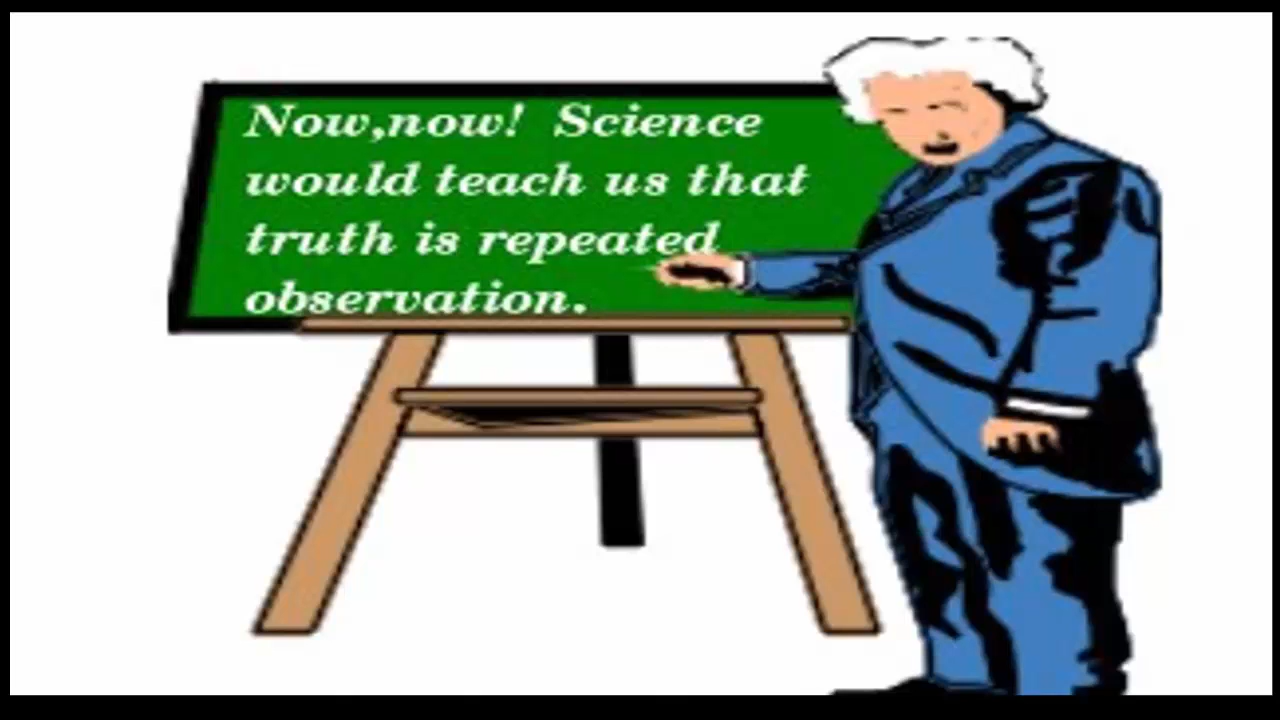 Now,now! Science
would teach us that
truth is repeated
observation.